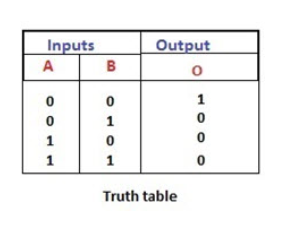 Inputs Output
A B O
0 0 1
0 1 0
1 0 0
1 1 0
Truth table